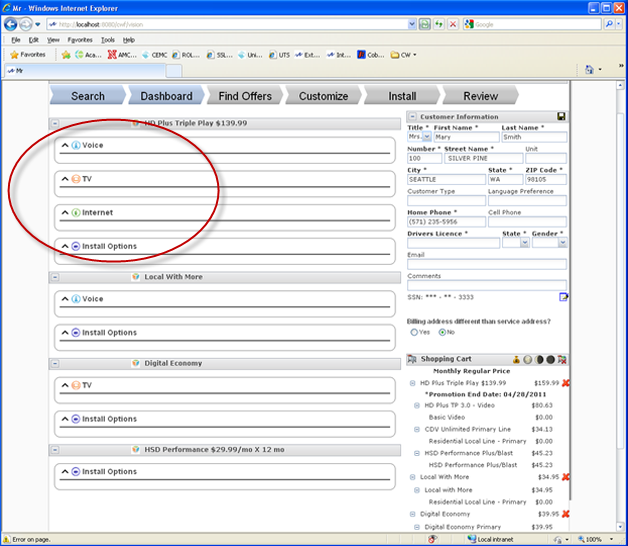 Mr - Windows Internet Explorer
http://localhost:8080/cwf/vision
Google
File Edit View Favorites Tools Help
Favorites Aca... AMC... CEMC ROL... SSL... Uni... UTS Ext... Int... Cob... CW
Mr
Search Dashboard Find Offers Customize Install Review
HD Plus Triple Play $139.99
Voice
TV
Internet
Install Options
Local With More
Voice
Install Options
Digital Economy
TV
Install Options
HSD Performance $29.99/mo X 12 mo
Install Options
Customer Information
Title * First Name * Last Name *
Mrs. Mary Smith
Number * Street Name * Unit
100 SILVER PINE
City * State * ZIP Code *
SEATTLE WA 98105
Customer Type Language Preference
Home Phone * Cell Phone
(571) 235-5956
Drivers Licence * State * Gender *
Email
Comments
SSN: *** - ** - 3333
Billing address different than service address?
Yes No
Shopping Cart
Monthly Regular Price
HD Plus Triple Play $139.99 $159.99
*Promotion End Date: 04/28/2011
HD Plus TP 3.0 - Video $80.63
Basic Video $0.00
CDV Unlimited Primary Line $34.13
Residential Local Line - Primary $0.00
HSD Performance Plus/Blast $45.23
HSD Performance Plus/Blast $45.23
Local With More $34.95
Local with More $34.95
Residential Local Line - Primary $0.00
Digital Economy $39.95
Digital Economy Primary $39.95
Error on page.
Local intranet
100%